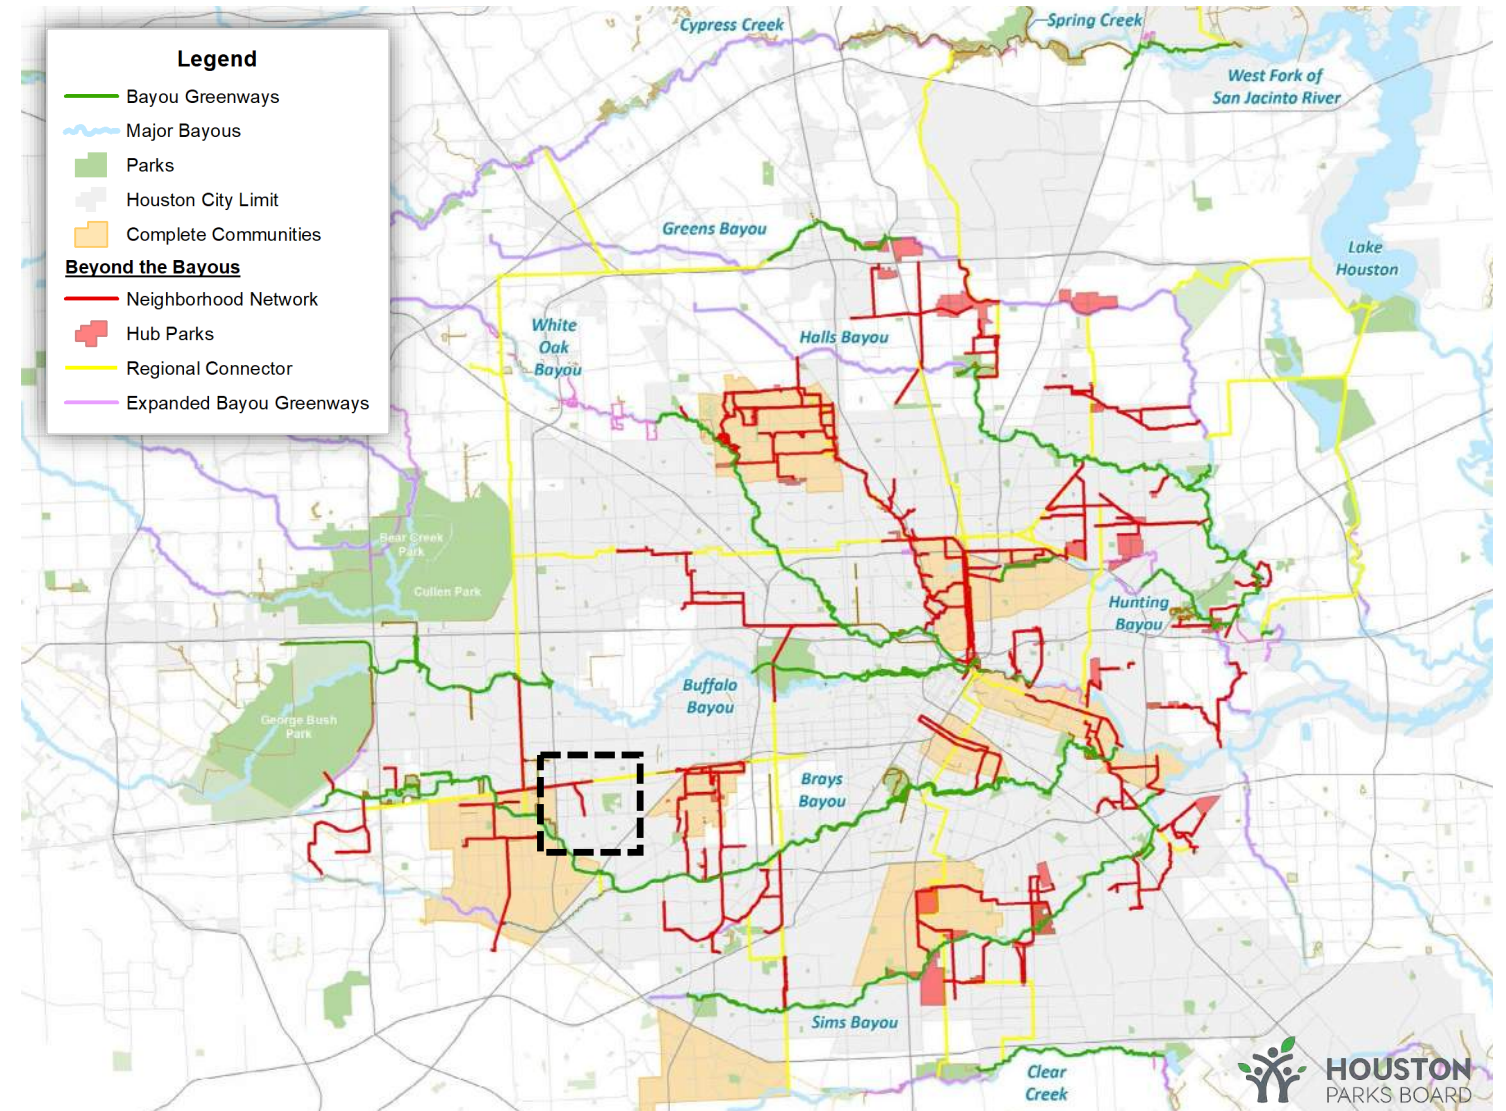 Legend
Bayou Greenways
Major Bayous
Parks
Houston City Limit
Complete Communities
Beyond the Bayous
Neighborhood Network
Hub Parks
Regional Connector
Expanded Bayou Greenways
Cypress Creek
Spring Creek
West Fork of
San Jacinto River
Greens Bayou
Lake
Houston
White
Oak
Bayou
Halls Bayou
Bear Creek
Park
Cullen Park
Hunting
Bayou
Buffalo
Bayou
George Bush
Park
Brays
Bayou
Sims Bayou
Clear
Creek
HOUSTON
PARKS BOARD